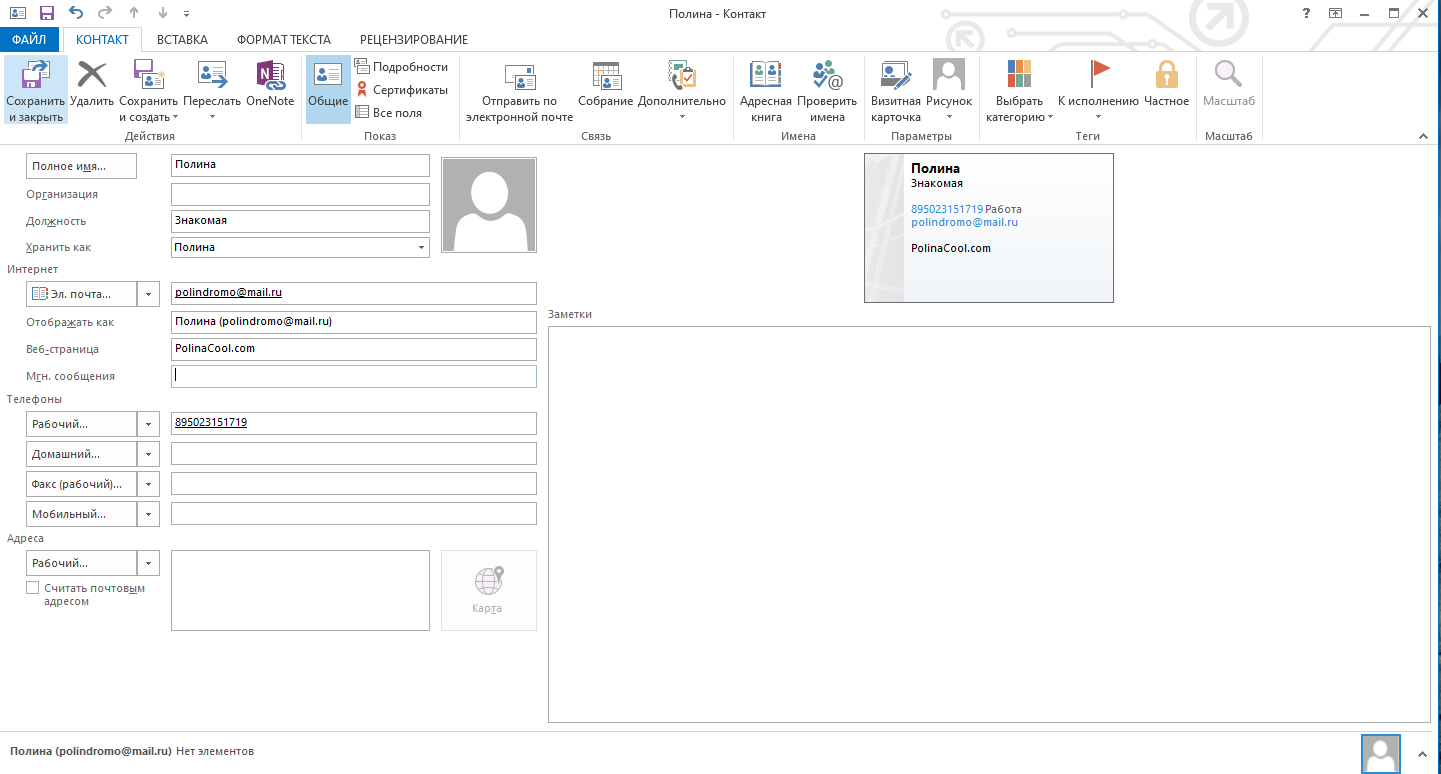 Полина - Контакт
?
ФАЙЛ КОНТАКТ ВСТАВКА ФОРМАТ ТЕКСТА РЕЦЕНЗИРОВАНИЕ
Сохранить и закрыть
Удалить
Сохранить и создать
Переслать
OneNote
Действия
Общие
Подробности
Сертификаты
Все поля
Показ
Отправить по электронной почте
Собрание
Дополнительно
Связь
Адресная книга
Проверить имена
Имена
Визитная карточка
Рисунок
Параметры
Выбрать категорию
К исполнению
Частное
Теги
Масштаб
Масштаб
Полное имя... Полина
Организация
Должность Знакомая
Хранить как Полина
Интернет
Эл. почта... polindromo@mail.ru
Отображать как Полина (polindromo@mail.ru)
Веб-страница PolinaCool.com
Мгн. сообщения
Телефоны
Рабочий... 895023151719
Домашний...
Факс (рабочий)...
Мобильный...
Адреса
Рабочий...
Считать почтовым
адресом
Карта
Полина
Знакомая
895023151719 Работа
polindromo@mail.ru
PolinaCool.com
Заметки
Полина (polindromo@mail.ru) Нет элементов